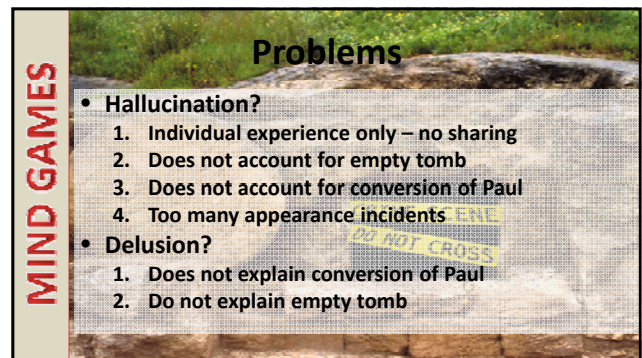 MIND GAMES
Problems
• Hallucination?
1. Individual experience only – no sharing
2. Does not account for empty tomb
3. Does not account for conversion of Paul
4. Too many appearance incidents
SCENE
DO NOT CROSS
• Delusion?
1. Does not explain conversion of Paul
2. Do not explain empty tomb